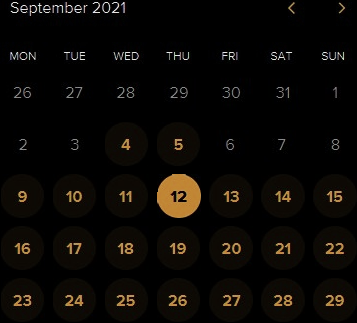 September 2021
MON TUE WED THU FRI SAT SUN
26 27 28 29 30 31 1
2 3 4 5 6 7 8
9 10 11 12 13 14 15
16 17 18 19 20 21 22
23 24 25 26 27 28 29